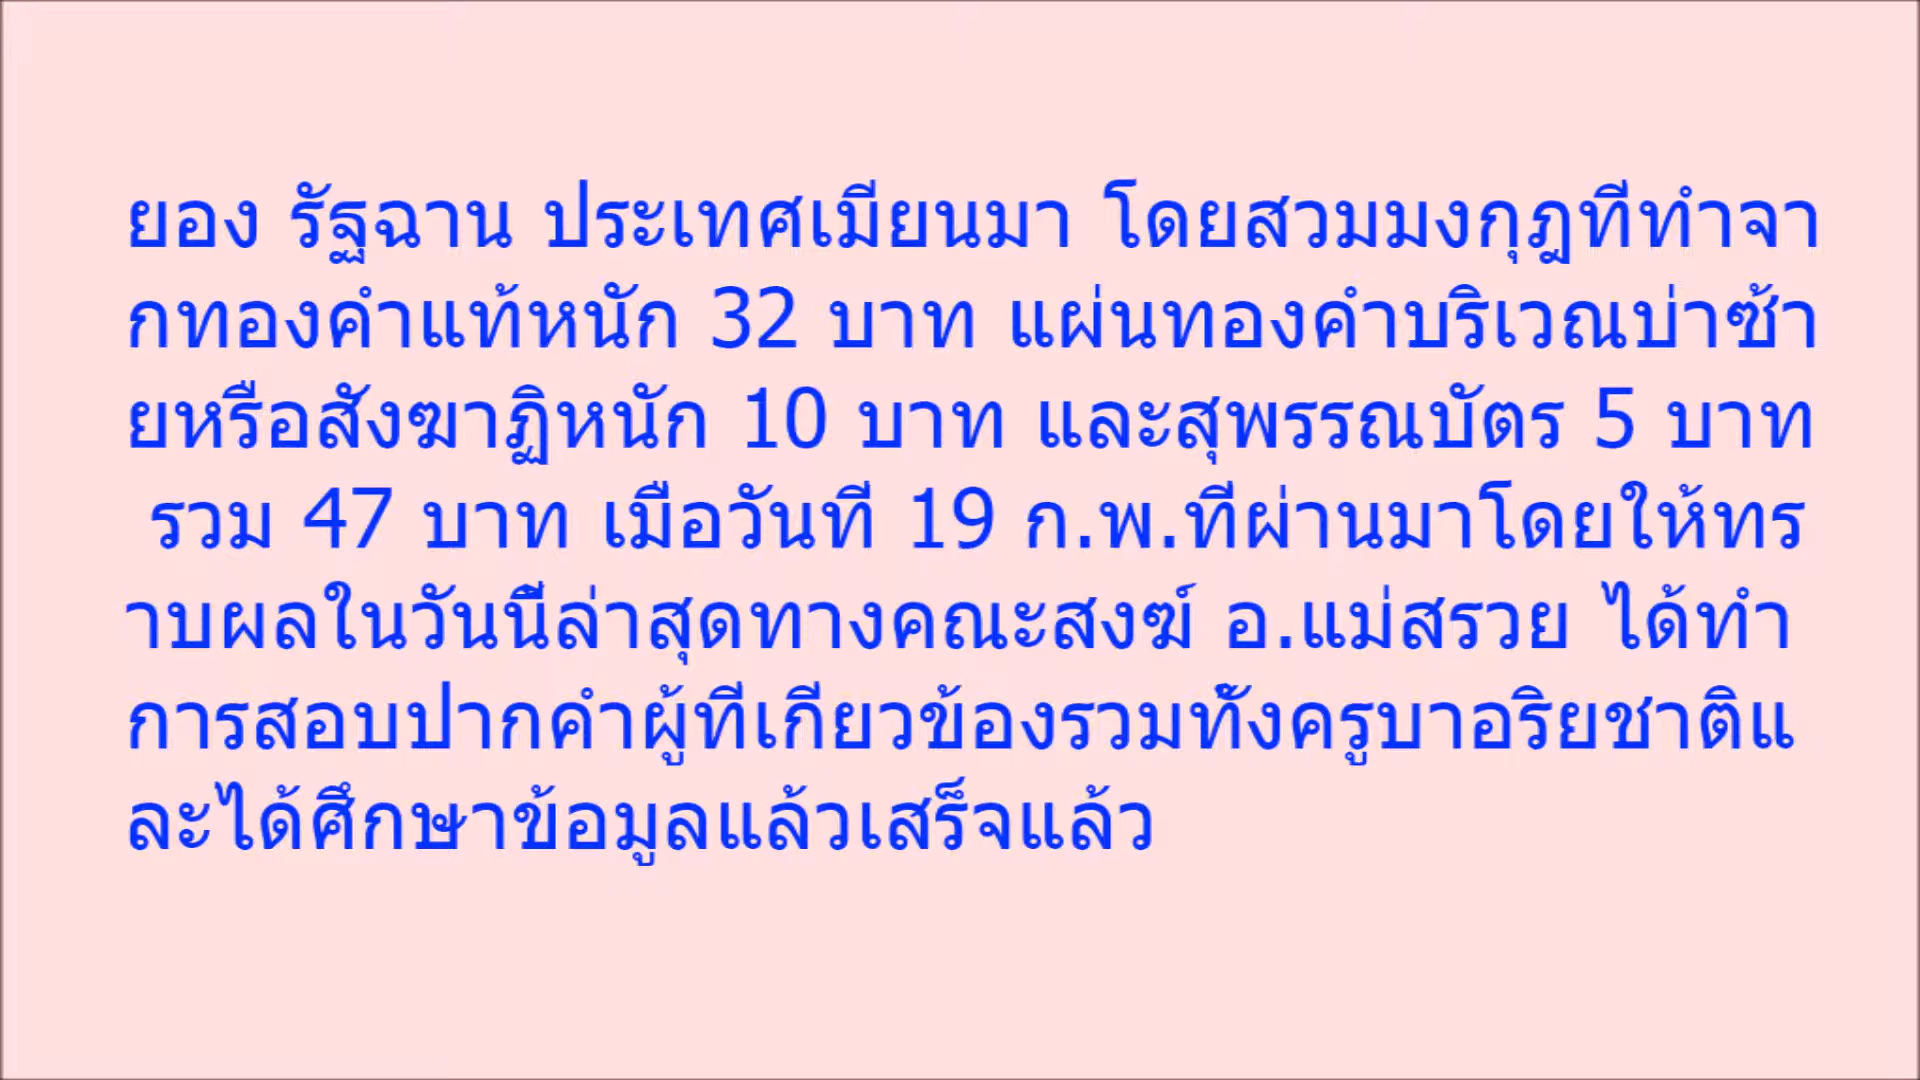 ยอง รัฐฉาน ประเทศเมียนมา โดยสวมมงกุฎที่ทำจา
กทองคำแท้หนัก 32 บาท แผ่นทองคำบริเวณบ่าซ้า
ยหรือสังฆาฏิหนัก 10 บาท และสุพรรณบัตร 5 บาท
รวม 47 บาท เมื่อวันที่ 19 ก.พ.ที่ผ่านมาโดยให้ทร
าบผลในวันนี้ล่าสุดทางคณะสงฆ์ อ.แม่สรวย ได้ทำ
การสอบปากคำผู้ที่เกี่ยวข้องรวมทั้งครูบาอริยชาติแ
ละได้ศึกษาข้อมูลแล้วเสร็จแล้ว